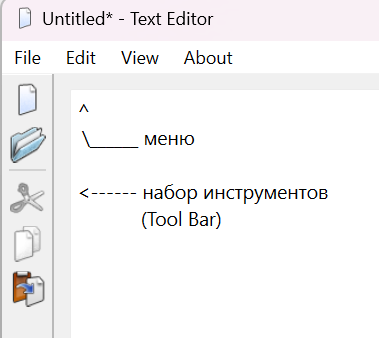 Untitled* - Text Editor
File Edit View About
^
\_____ меню
<------ набор инструментов
(Tool Bar)